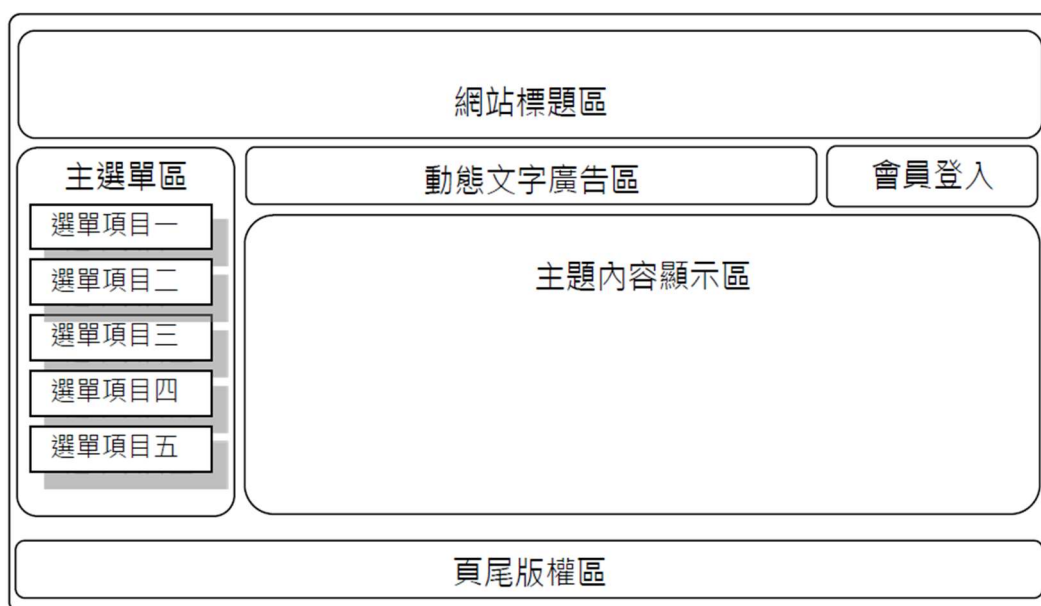 網站標題區
主選單區
動態文字廣告區
會員登入
選單項目一
選單項目二
選單項目三
選單項目四
選單項目五
主題內容顯示區
頁尾版權區